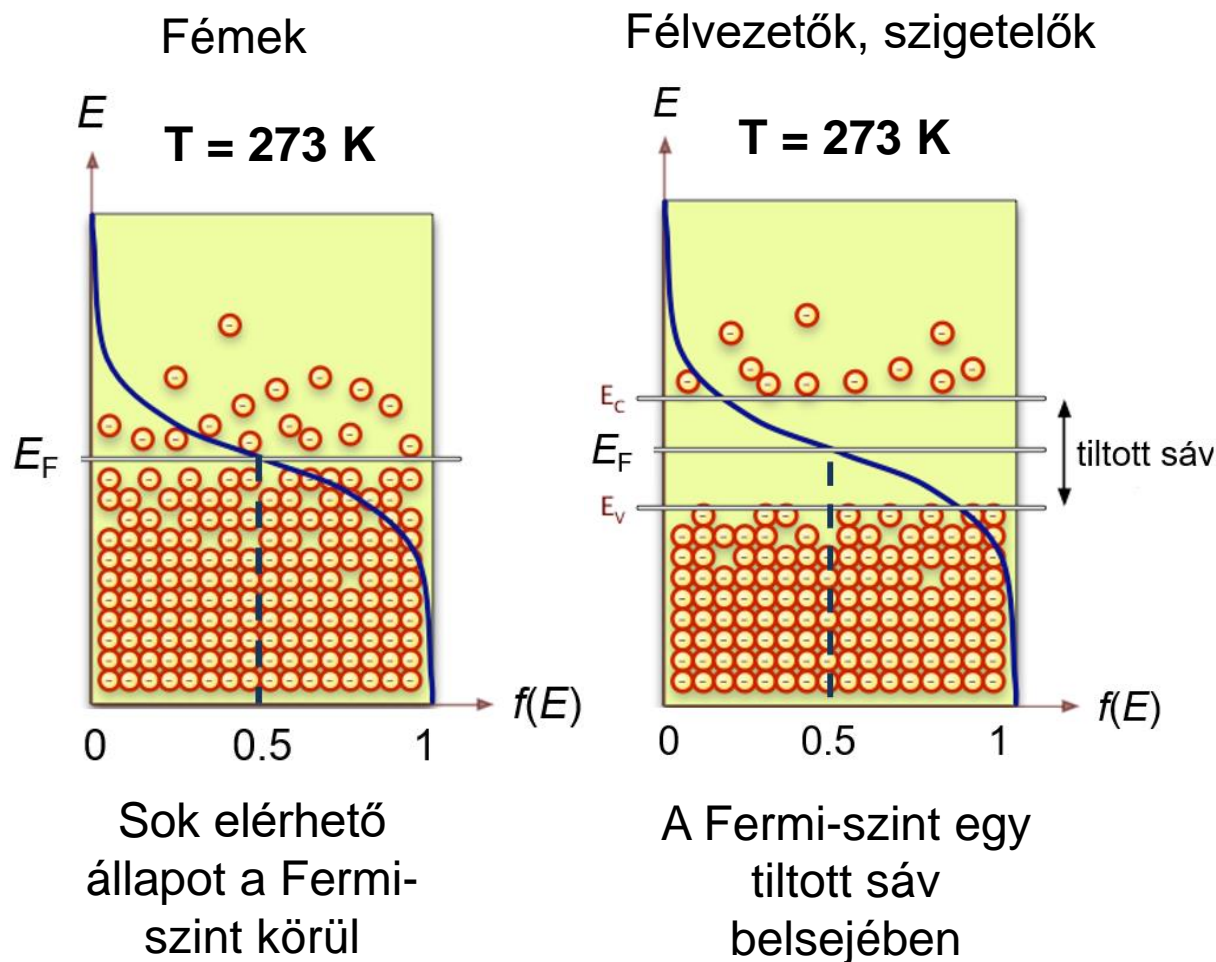 Fémek
Félvezetők, szigetelők
E
T = 273 K
E
T = 273 K
E_F
E_C
E_F
tiltott sáv
E_V
f(E)
0
0.5
1
f(E)
0
0.5
1
Sok elérhető
állapot a Fermi-
szint körül
A Fermi-szint egy
tiltott sáv
belsejében